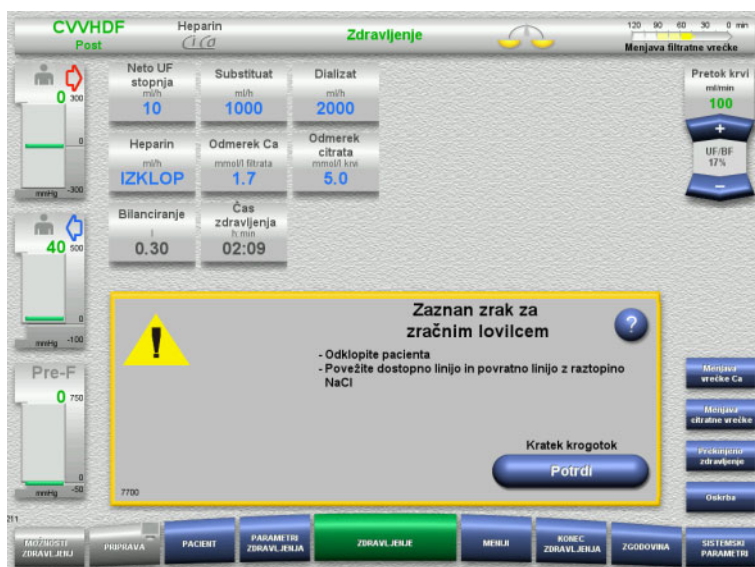 CVVHDF
Post
Heparin
Ci Ca
Zdravljenje
120 90 60 30 0 min
Menjava filtratne vrečke
0 300
0
mmHg -300
40 500
0
mmHg -100
Pre-F
0 750
0
mmHg -50
Neto UF
stopnja
ml/h
10
Substituat
ml/h
1000
Dializat
ml/h
2000
Heparin
ml/h
IZKLOP
Odmerek Ca
mmol/l filtrata
1.7
Odmerek
citrata
mmol/l krvi
5.0
Bilanciranje
l
0.30
Čas
zdravljenja
h:min
02:09
Pretok krvi
ml/min
100
+
UF/BF
17%
−
Zaznan zrak za
zračnim lovilcem
?
!
- Odklopite pacienta
- Povežite dostopno linijo in povratno linijo z raztopino
NaCl
Kratek krogotok
Potrdi
7700
Menjava
vrečke Ca
Menjava
citratne vrečke
Prekinjeno
zdravljenje
Oskrba
211
MOŽNOSTI
ZDRAVLJENJ
PRIPRAVA
PACIENT
PARAMETRI
ZDRAVLJENJA
ZDRAVLJENJE
MENIJI
KONEC
ZDRAVLJENJA
ZGODOVINA
SISTEMSKI
PARAMETRI